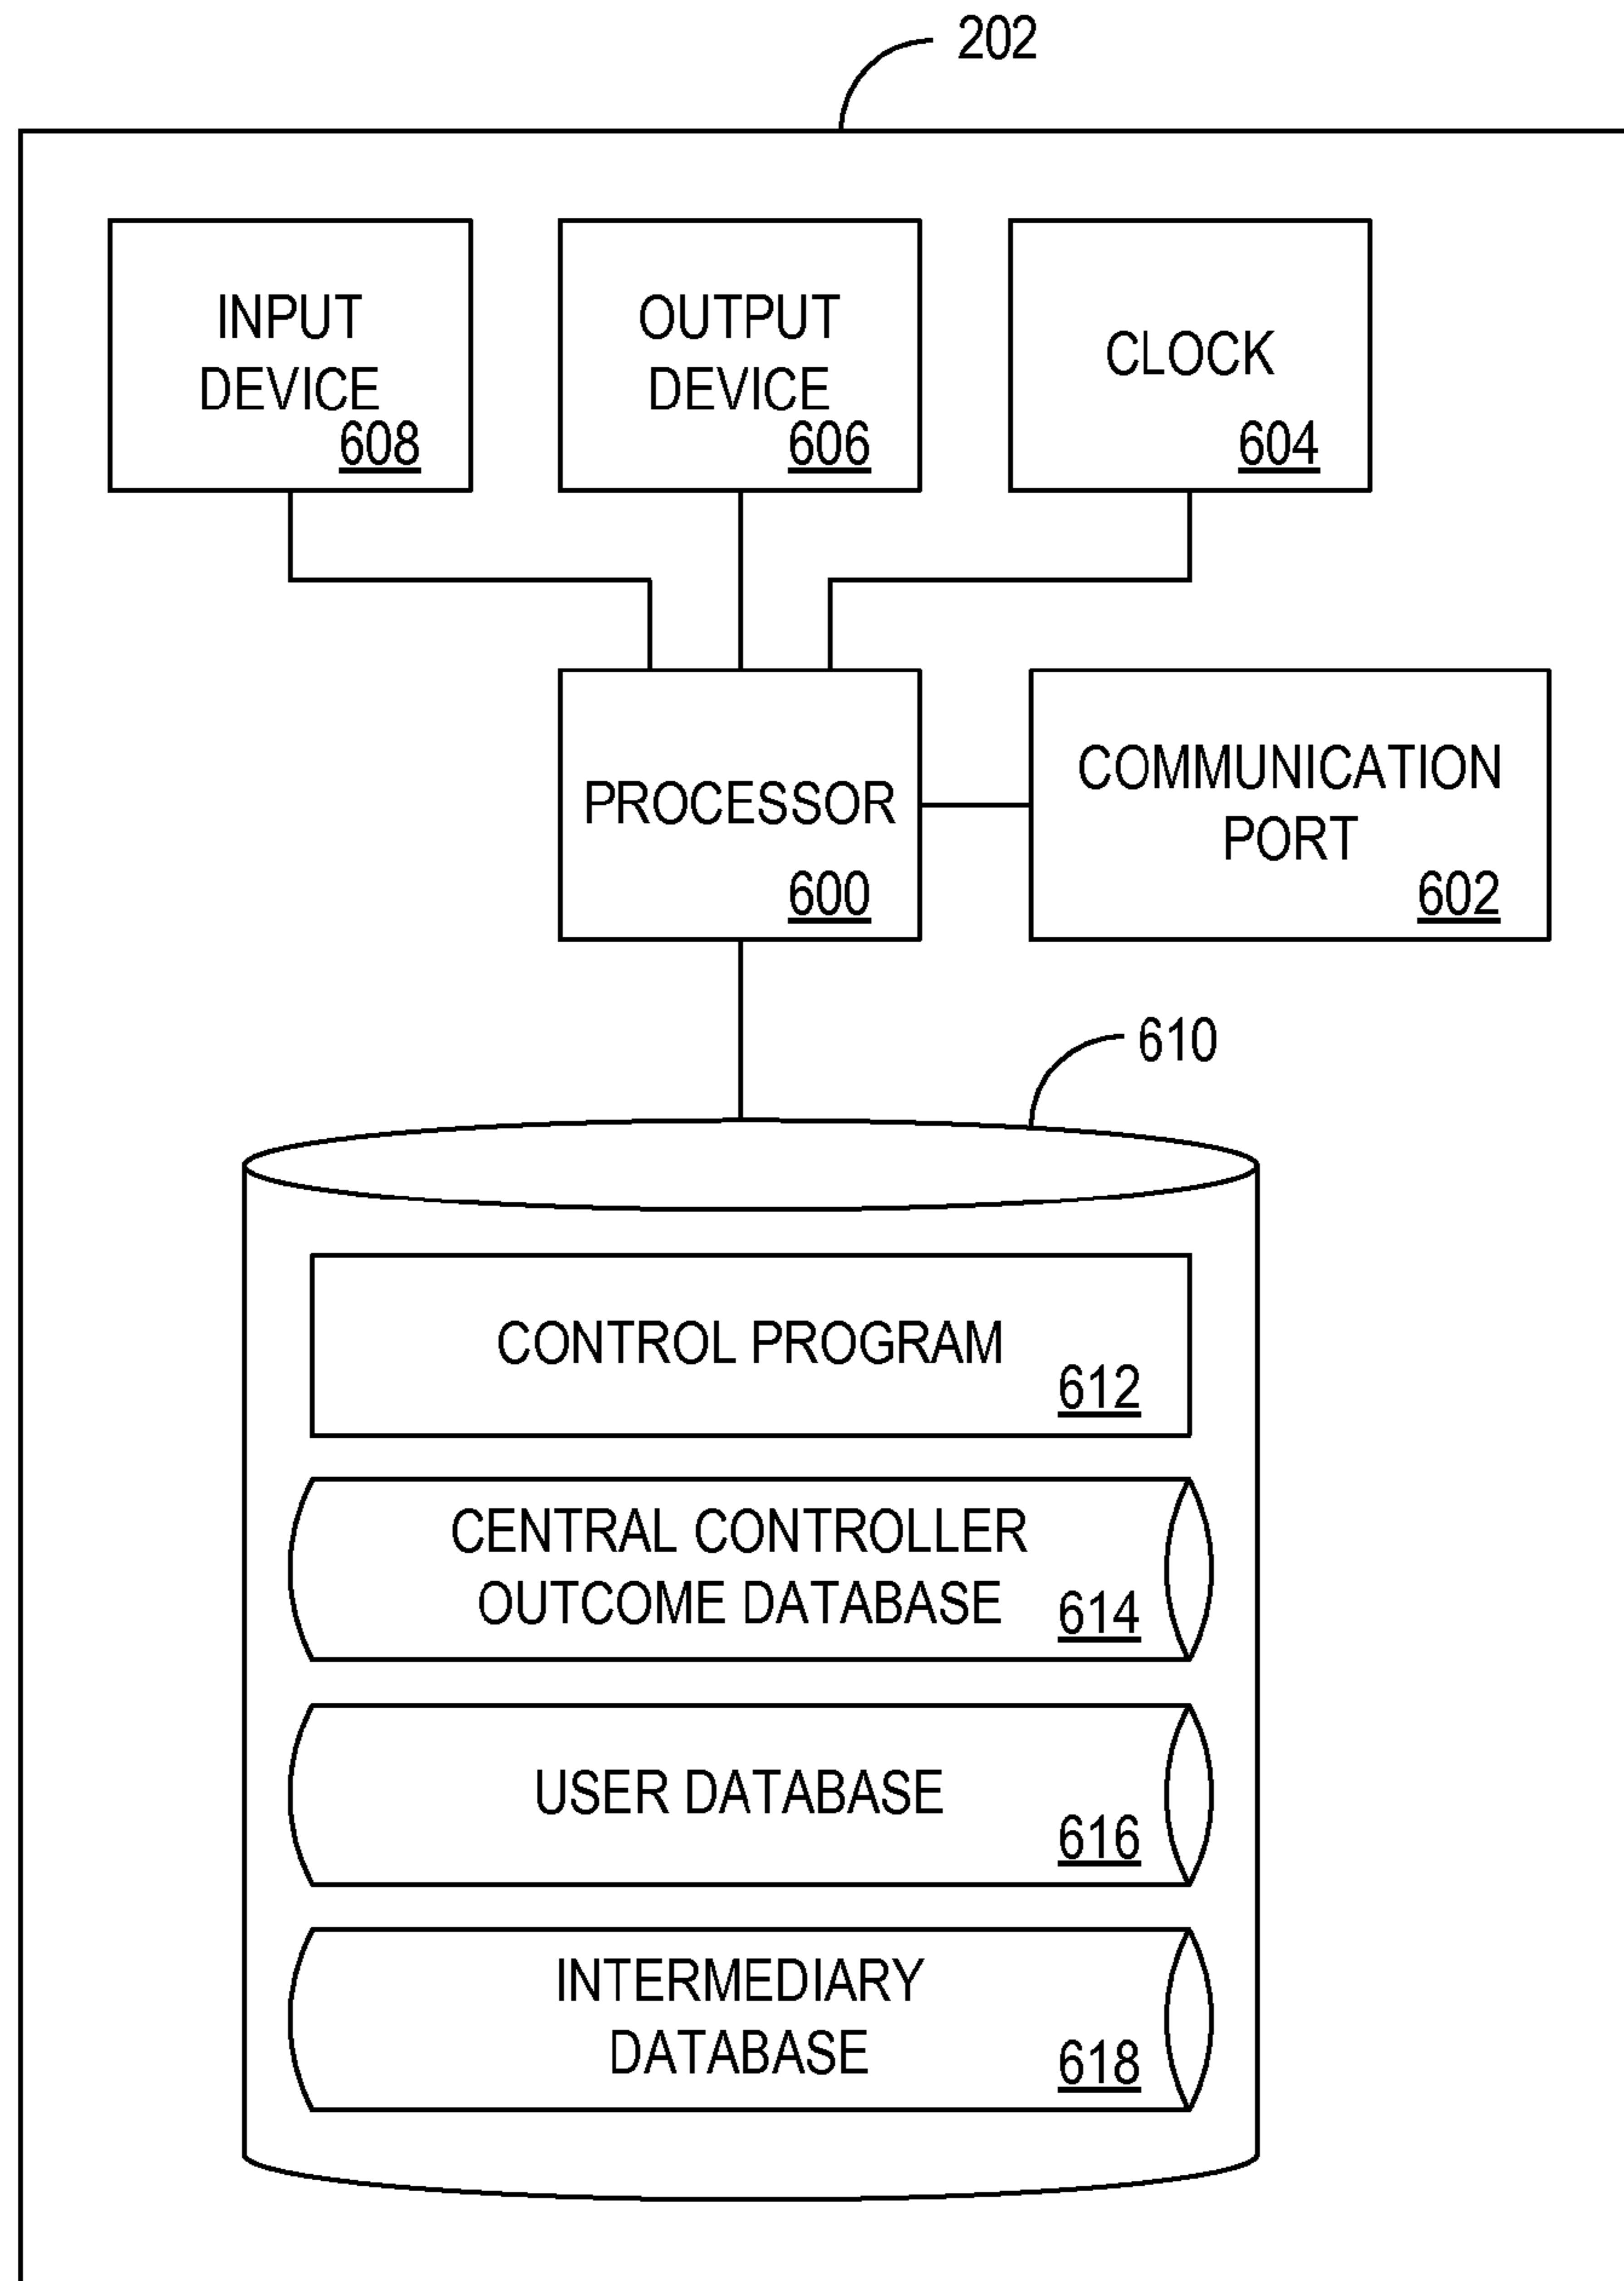 202
INPUT
DEVICE
608
OUTPUT
DEVICE
606
CLOCK
604
PROCESSOR
600
COMMUNICATION
PORT
602
610
CONTROL PROGRAM
612
CENTRAL CONTROLLER
OUTCOME DATABASE
614
USER DATABASE
616
INTERMEDIARY
DATABASE
618